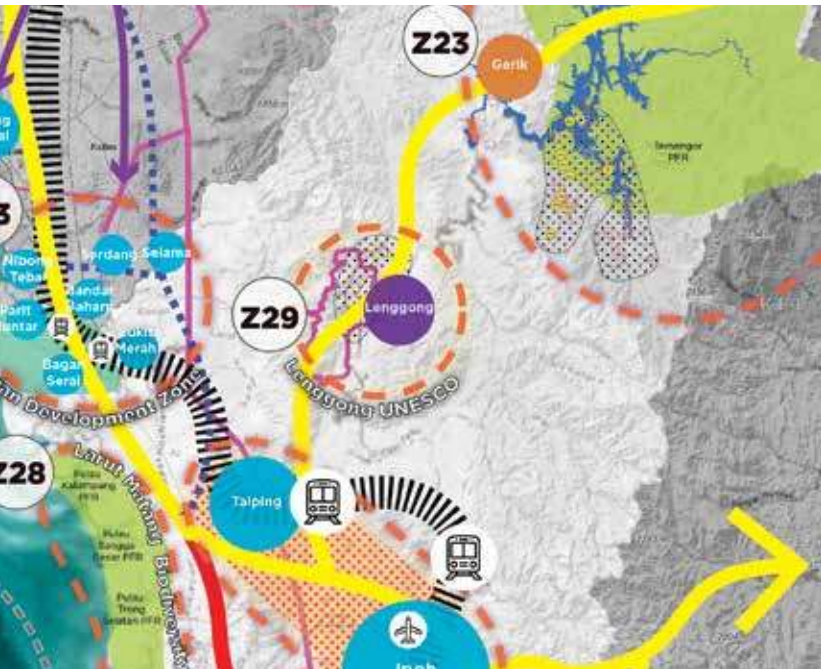 Z23
Gerik
Temengor
PFR
Nibong
Tebal
Serdang
Selama
Bandar
Baharu
Parit
Buntar
Bukit
Merah
Bagan
Serai
Z29
Lenggong
Lenggong UNESCO
Development Zone
Z28
Larut Matang Biodiversity
Pulau
Kalumpang
PFR
Pulau
Sangga
Besar PFR
Pulau
Trong
Selatan PFR
Taiping
Ipoh